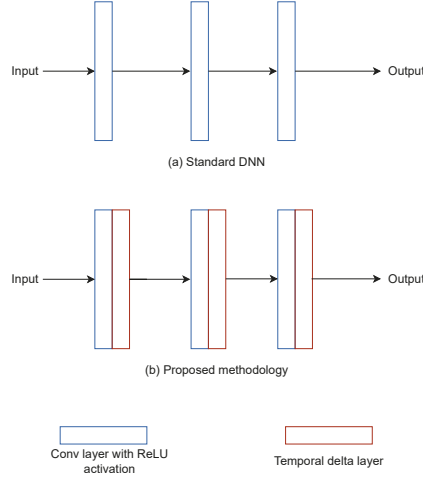 Input
Output
(a) Standard DNN
Input
Output
(b) Proposed methodology
Conv layer with ReLU
activation
Temporal delta layer